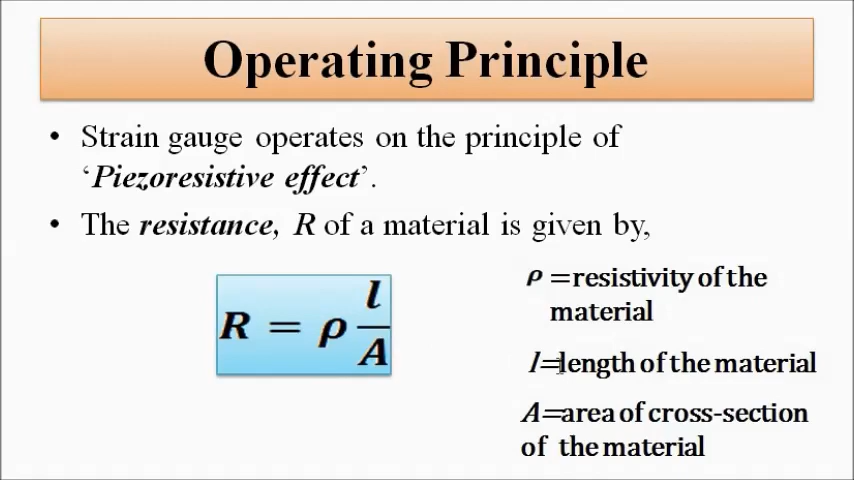 Operating Principle
• Strain gauge operates on the principle of
‘Piezoresistive effect’.
• The resistance, R of a material is given by,
R = ρ l/A
ρ =resistivity of the
material
l=length of the material
A=area of cross-section
of the material